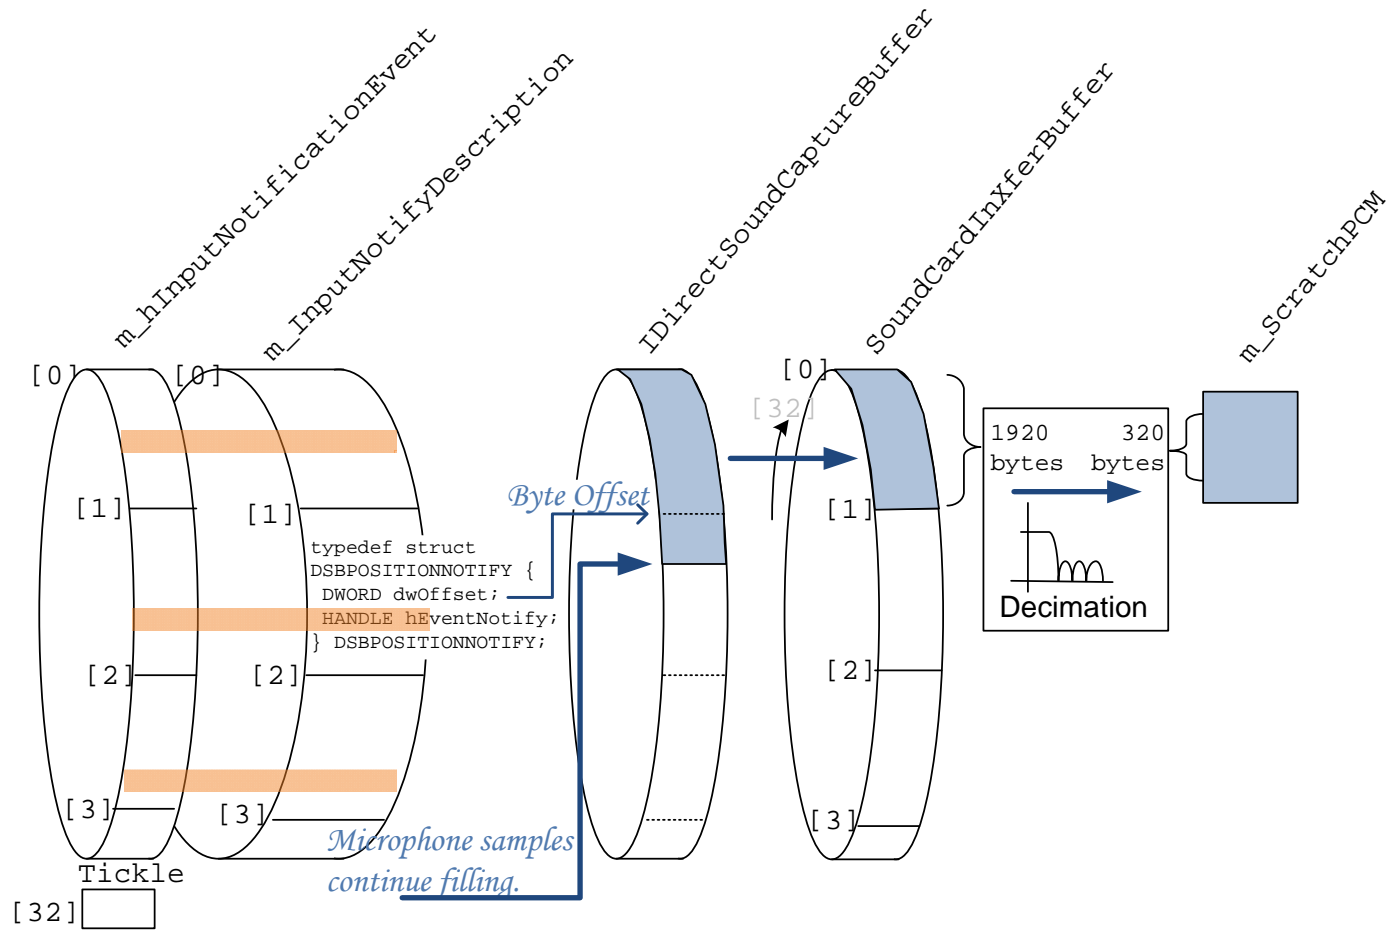 m_hInputNotificationEvent
m_InputNotifyDescription
IDirectSoundCaptureBuffer
SoundCardInXferBuffer
m_ScratchPCM
[0]
[0]
[0]
[32]
1920
bytes
320
bytes
Decimation
[1]
[1]
Byte Offset
[1]
typedef struct
DSBPOSITIONNOTIFY {
DWORD dwOffset;
HANDLE hEventNotify;
} DSBPOSITIONNOTIFY;
[2]
[2]
[2]
[3]
[3]
[3]
Microphone samples
continue filling.
Tickle
[32]